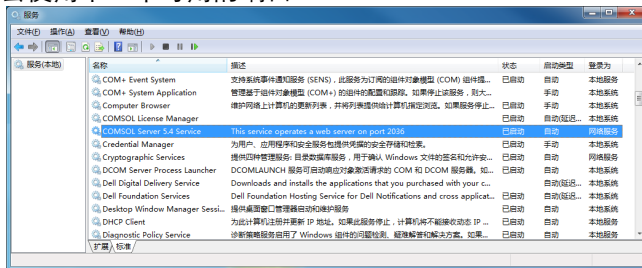 服务
文件(F) 操作(A) 查看(V) 帮助(H)
服务(本地)
名称 描述 状态 启动类型 登录为
COM+ Event System 支持系统事件通知服务 (SENS)，此服务为订阅的组件对象模型 (COM) 组件提... 已启动 自动 本地服务
COM+ System Application 管理基于组件对象模型 (COM+) 的组件的配置和跟踪。如果停止该服务，则大... 手动 本地系统
Computer Browser 维护网络上计算机的更新列表，并将列表提供给计算机指定浏览。如果服务停止... 已启动 手动 本地系统
COMSOL License Manager 已启动 自动(延迟... 本地系统
COMSOL Server 5.4 Service This service operates a web server on port 2036 已启动 自动 网络服务
Credential Manager 为用户、应用程序和安全服务包提供凭据的安全存储和检索。 已启动 手动 本地系统
Cryptographic Services 提供四种管理服务: 目录数据库服务，用于确认 Windows 文件的签名和允许安... 已启动 自动 网络服务
DCOM Server Process Launcher DCOMLAUNCH 服务可启动响应对象激活请求的 COM 和 DCOM 服务器。如... 已启动 自动 本地系统
Dell Digital Delivery Service Downloads and installs the applications that you purchased with your c... 自动(延迟... 本地系统
Dell Foundation Services Dell Foundation Service for Dell Notifications and cross applicat... 已启动 自动(延迟... 本地系统
Desktop Window Manager Sessi... 提供桌面窗口管理器启动和维护服务 已启动 自动 本地系统
DHCP Client 为此计算机注册并更新 IP 地址。如果此服务停止，计算机将不能接收动态 IP ... 已启动 自动 本地服务
Diagnostic Policy Service 诊断策略服务启用了 Windows 组件的问题检测、疑难解答和解决方案。如果... 已启动 自动 本地服务
扩展 标准